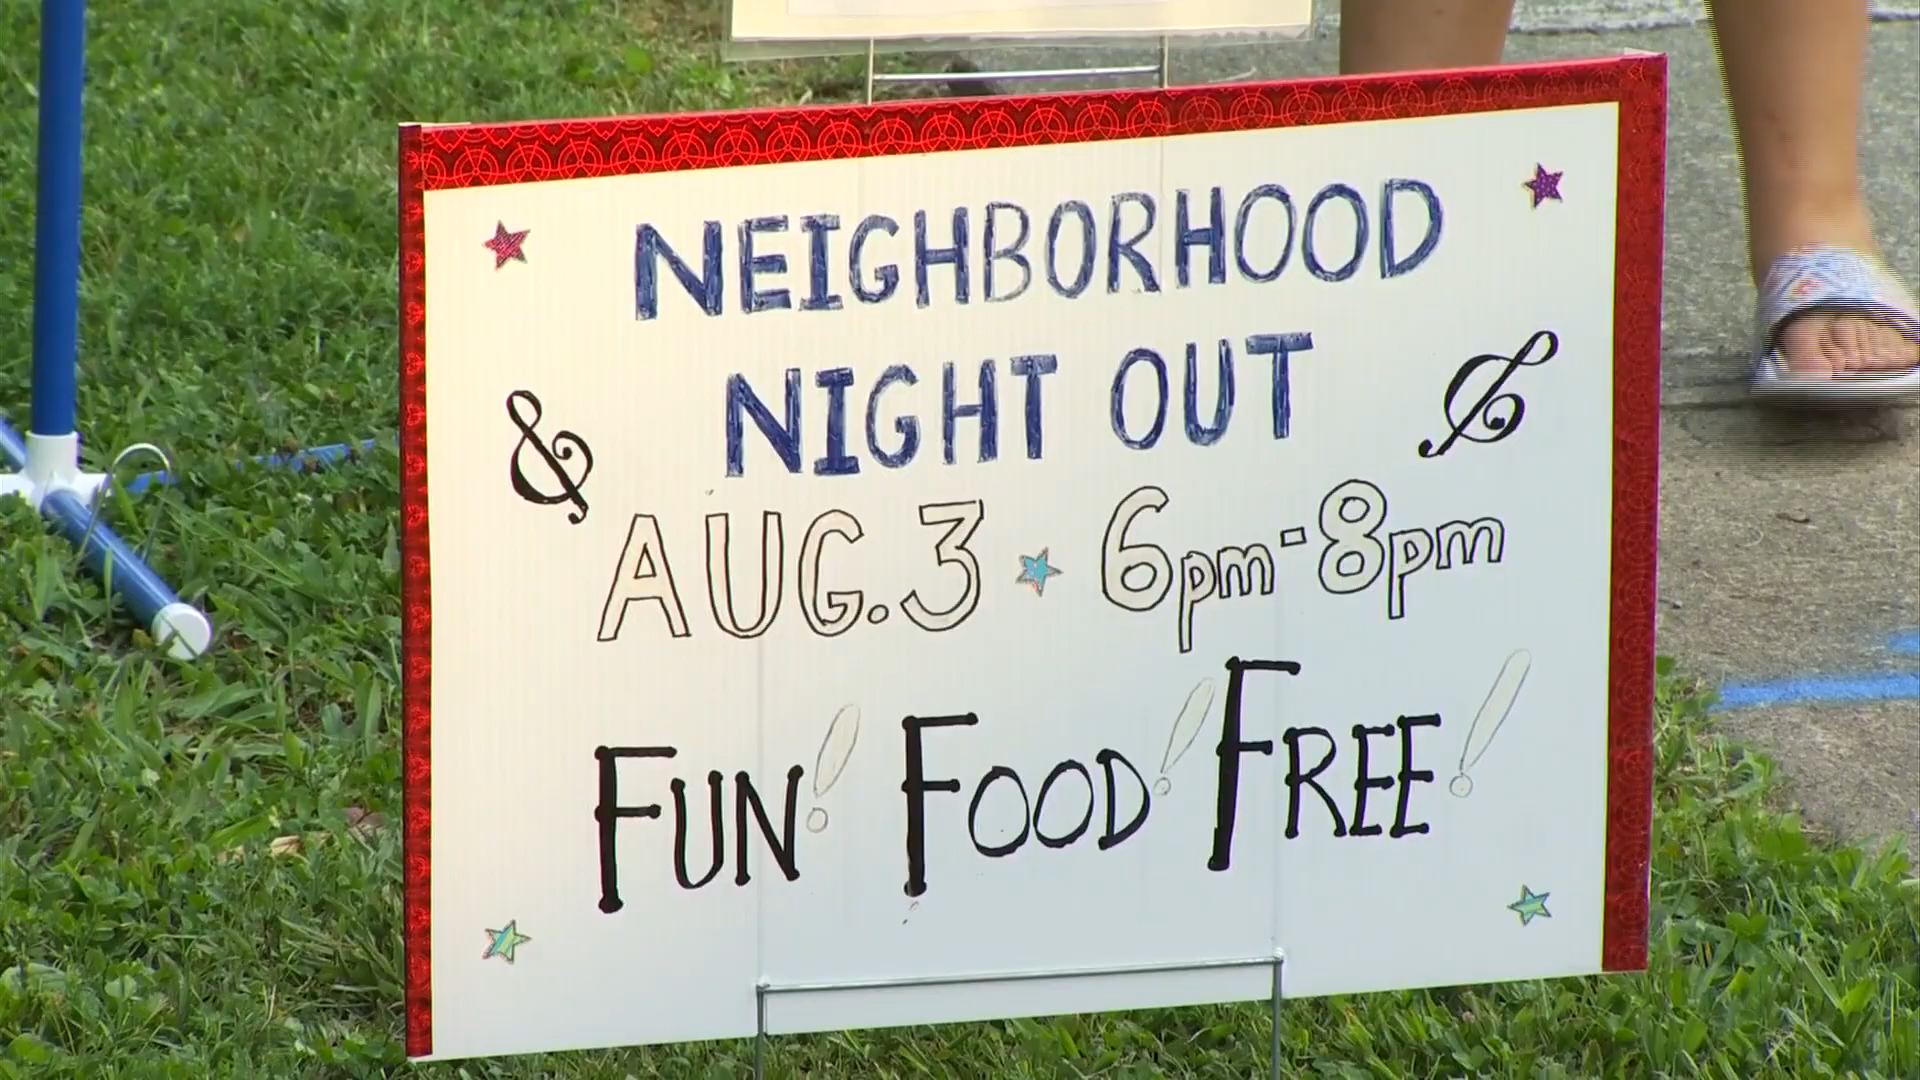 NEIGHBORHOOD
NIGHT OUT
& &
AUG. 3 6pm-8pm
FUN! FOOD! FREE!